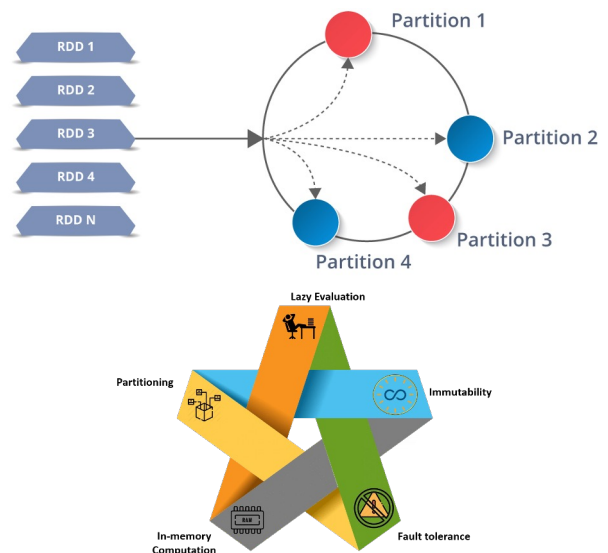 Partition 1
RDD 1
RDD 2
RDD 3
Partition 2
RDD 4
RDD N
Partition 3
Partition 4
Lazy Evaluation
Partitioning
Immutability
RAM
In-memory
Computation
Fault tolerance